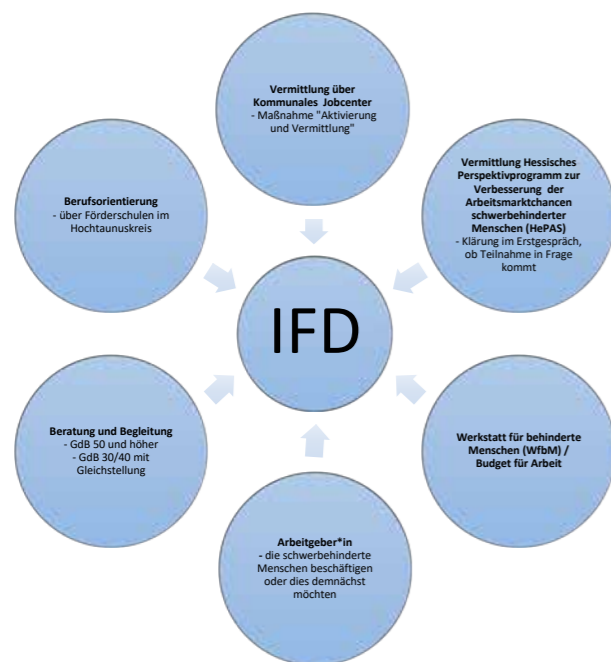 Vermittlung über
Kommunales Jobcenter
- Maßnahme "Aktivierung
und Vermittlung"
Vermittlung Hessisches
Perspektivprogramm zur
Verbesserung der
Arbeitsmarktchancen
schwerbehinderter
Menschen (HePAS)
- Klärung im Erstgespräch,
ob Teilnahme in Frage
kommt
Werkstatt für behinderte
Menschen (WfbM) /
Budget für Arbeit
Arbeitgeber*in
- die schwerbehinderte
Menschen beschäftigen
oder dies demnächst
möchten
Beratung und Begleitung
- GdB 50 und höher
- GdB 30/40 mit
Gleichstellung
Berufsorientierung
- über Förderschulen im
Hochtaunuskreis
IFD